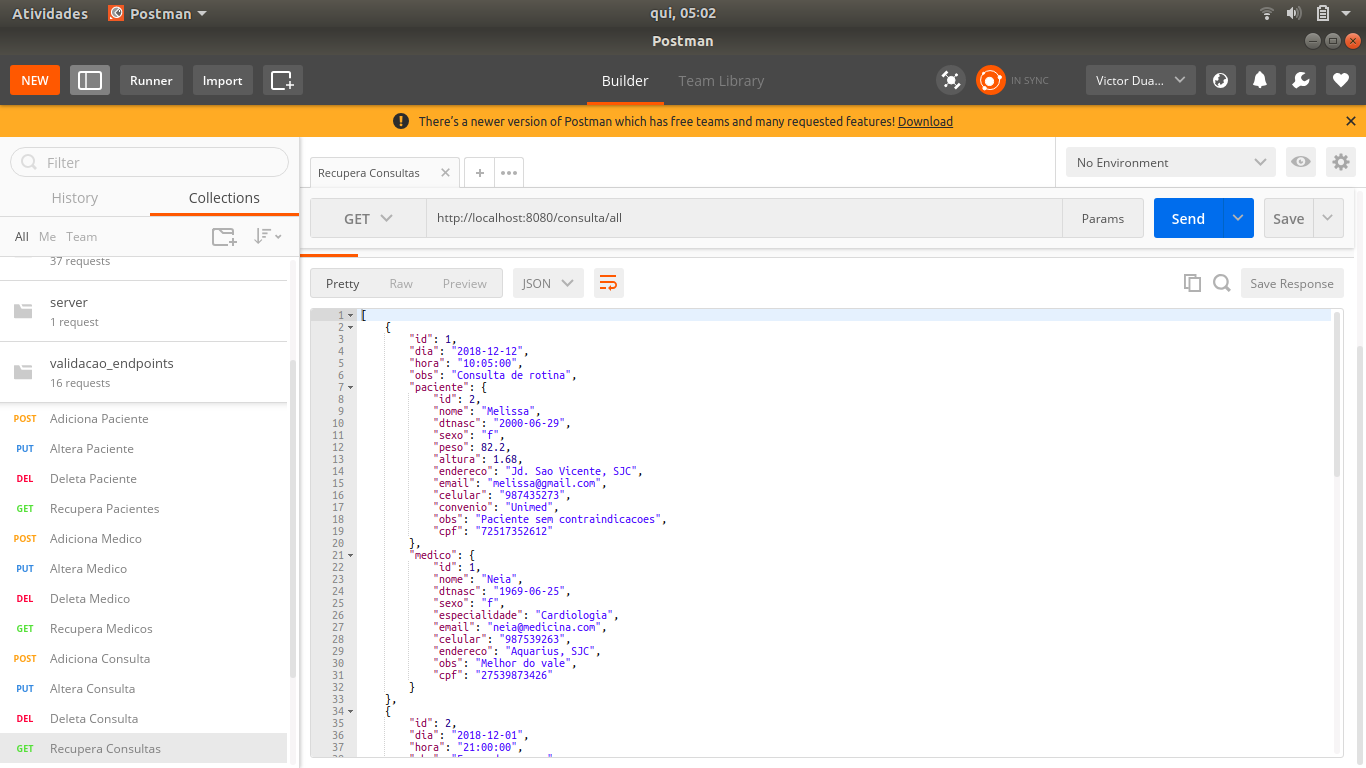 Atividades Postman qui, 05:02
Postman
NEW Runner Import Builder Team Library IN SYNC Victor Dua...
There's a newer version of Postman which has free teams and many requested features! Download
Filter
History Collections
All Me Team
37 requests
server
1 request
validacao_endpoints
16 requests
POST Adiciona Paciente
PUT Altera Paciente
DEL Deleta Paciente
GET Recupera Pacientes
POST Adiciona Medico
PUT Altera Medico
DEL Deleta Medico
GET Recupera Medicos
POST Adiciona Consulta
PUT Altera Consulta
DEL Deleta Consulta
GET Recupera Consultas
Recupera Consultas No Environment
GET http://localhost:8080/consulta/all Params Send Save
Pretty Raw Preview JSON Save Response
1 [
2 {
3 "id": 1,
4 "dia": "2018-12-12",
5 "hora": "10:05:00",
6 "obs": "Consulta de rotina",
7 "paciente": {
8 "id": 2,
9 "nome": "Melissa",
10 "dtnasc": "2000-06-29",
11 "sexo": "f",
12 "peso": 82.2,
13 "altura": 1.68,
14 "endereco": "Jd. Sao Vicente, SJC",
15 "email": "melissa@gmail.com",
16 "celular": "987435273",
17 "convenio": "Unimed",
18 "obs": "Paciente sem contraindicacoes",
19 "cpf": "72517352612"
20 },
21 "medico": {
22 "id": 1,
23 "nome": "Neia",
24 "dtnasc": "1969-06-25",
25 "sexo": "f",
26 "especialidade": "Cardiologia",
27 "email": "neia@medicina.com",
28 "celular": "987539263",
29 "endereco": "Aquarius, SJC",
30 "obs": "Melhor do vale",
31 "cpf": "27539873426"
32 }
33 },
34 {
35 "id": 2,
36 "dia": "2018-12-01",
37 "hora": "21:00:00",